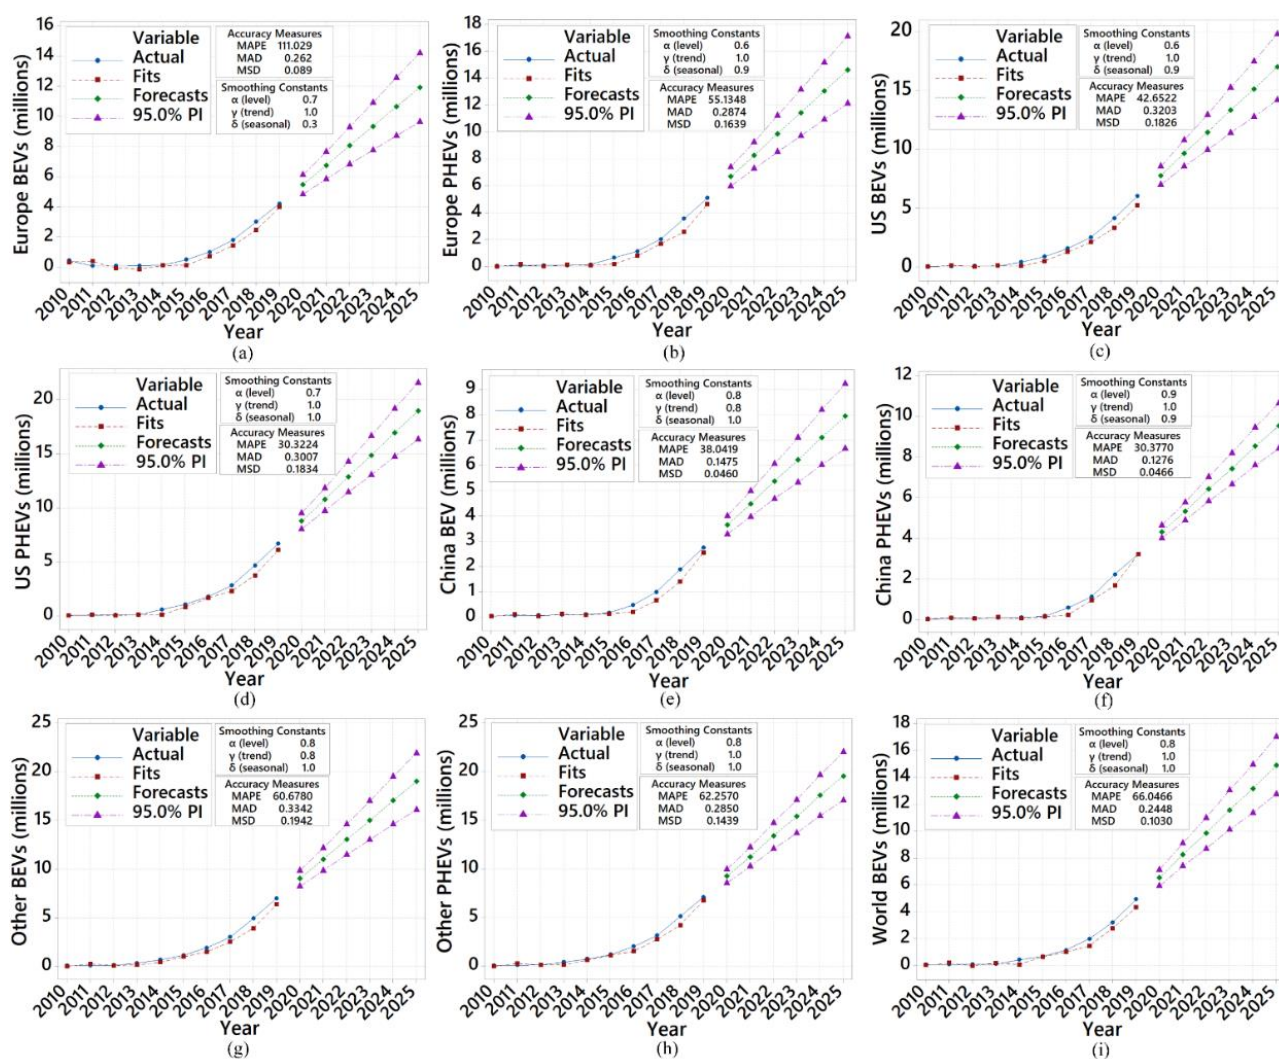 16
14
12
10
8
6
4
2
0
Europe BEVs (millions)
Variable
Actual
Fits
Forecasts
95.0% PI
Accuracy Measures
MAPE 111.029
MAD 0.262
MSD 0.089
Smoothing Constants
α (level) 0.7
γ (trend) 1.0
δ (seasonal) 0.3
2010 2011 2012 2013 2014 2015 2016 2017 2018 2019 2020 2021 2022 2023 2024 2025
Year
(a)
18
16
14
12
10
8
6
4
2
0
Europe PHEVs (millions)
Variable
Actual
Fits
Forecasts
95.0% PI
Smoothing Constants
α (level) 0.6
γ (trend) 1.0
δ (seasonal) 0.9
Accuracy Measures
MAPE 55.1348
MAD 0.2874
MSD 0.1639
2010 2011 2012 2013 2014 2015 2016 2017 2018 2019 2020 2021 2022 2023 2024 2025
Year
(b)
20
15
10
5
0
US BEVs (millions)
Variable
Actual
Fits
Forecasts
95.0% PI
Smoothing Constants
α (level) 0.6
γ (trend) 1.0
δ (seasonal) 0.9
Accuracy Measures
MAPE 42.6522
MAD 0.3203
MSD 0.1826
2010 2011 2012 2013 2014 2015 2016 2017 2018 2019 2020 2021 2022 2023 2024 2025
Year
(c)
20
15
10
5
0
US PHEVs (millions)
Variable
Actual
Fits
Forecasts
95.0% PI
Smoothing Constants
α (level) 0.7
γ (trend) 1.0
δ (seasonal) 1.0
Accuracy Measures
MAPE 30.3224
MAD 0.3007
MSD 0.1834
2010 2011 2012 2013 2014 2015 2016 2017 2018 2019 2020 2021 2022 2023 2024 2025
Year
(d)
9
8
7
6
5
4
3
2
1
0
China BEV (millions)
Variable
Actual
Fits
Forecasts
95.0% PI
Smoothing Constants
α (level) 0.8
γ (trend) 0.8
δ (seasonal) 1.0
Accuracy Measures
MAPE 38.0419
MAD 0.1475
MSD 0.0460
2010 2011 2012 2013 2014 2015 2016 2017 2018 2019 2020 2021 2022 2023 2024 2025
Year
(e)
12
10
8
6
4
2
0
China PHEVs (millions)
Variable
Actual
Fits
Forecasts
95.0% PI
Smoothing Constants
α (level) 0.9
γ (trend) 1.0
δ (seasonal) 0.9
Accuracy Measures
MAPE 30.3770
MAD 0.1276
MSD 0.0466
2010 2011 2012 2013 2014 2015 2016 2017 2018 2019 2020 2021 2022 2023 2024 2025
Year
(f)
25
20
15
10
5
0
Other BEVs (millions)
Variable
Actual
Fits
Forecasts
95.0% PI
Smoothing Constants
α (level) 0.8
γ (trend) 0.8
δ (seasonal) 1.0
Accuracy Measures
MAPE 60.6780
MAD 0.3342
MSD 0.1942
2010 2011 2012 2013 2014 2015 2016 2017 2018 2019 2020 2021 2022 2023 2024 2025
Year
(g)
25
20
15
10
5
0
Other PHEVs (millions)
Variable
Actual
Fits
Forecasts
95.0% PI
Smoothing Constants
α (level) 0.8
γ (trend) 1.0
δ (seasonal) 1.0
Accuracy Measures
MAPE 62.2570
MAD 0.2850
MSD 0.1439
2010 2011 2012 2013 2014 2015 2016 2017 2018 2019 2020 2021 2022 2023 2024 2025
Year
(h)
18
16
14
12
10
8
6
4
2
0
World BEVs (millions)
Variable
Actual
Fits
Forecasts
95.0% PI
Smoothing Constants
α (level) 0.8
γ (trend) 1.0
δ (seasonal) 1.0
Accuracy Measures
MAPE 66.0466
MAD 0.2448
MSD 0.1030
2010 2011 2012 2013 2014 2015 2016 2017 2018 2019 2020 2021 2022 2023 2024 2025
Year
(i)